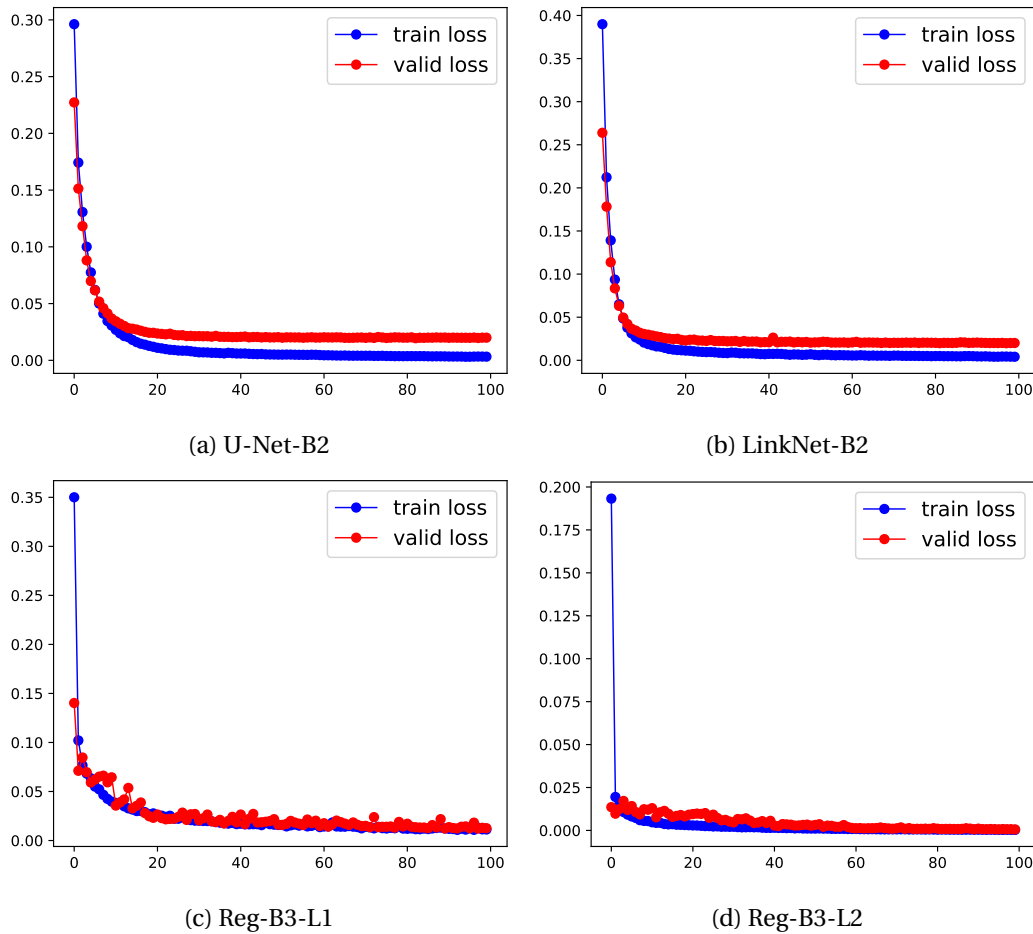 0.30
0.25
0.20
0.15
0.10
0.05
0.00
0 20 40 60 80 100
train loss
valid loss
(a) U-Net-B2
0.40
0.35
0.30
0.25
0.20
0.15
0.10
0.05
0.00
0 20 40 60 80 100
train loss
valid loss
(b) LinkNet-B2
0.35
0.30
0.25
0.20
0.15
0.10
0.05
0.00
0 20 40 60 80 100
train loss
valid loss
(c) Reg-B3-L1
0.200
0.175
0.150
0.125
0.100
0.075
0.050
0.025
0.000
0 20 40 60 80 100
train loss
valid loss
(d) Reg-B3-L2